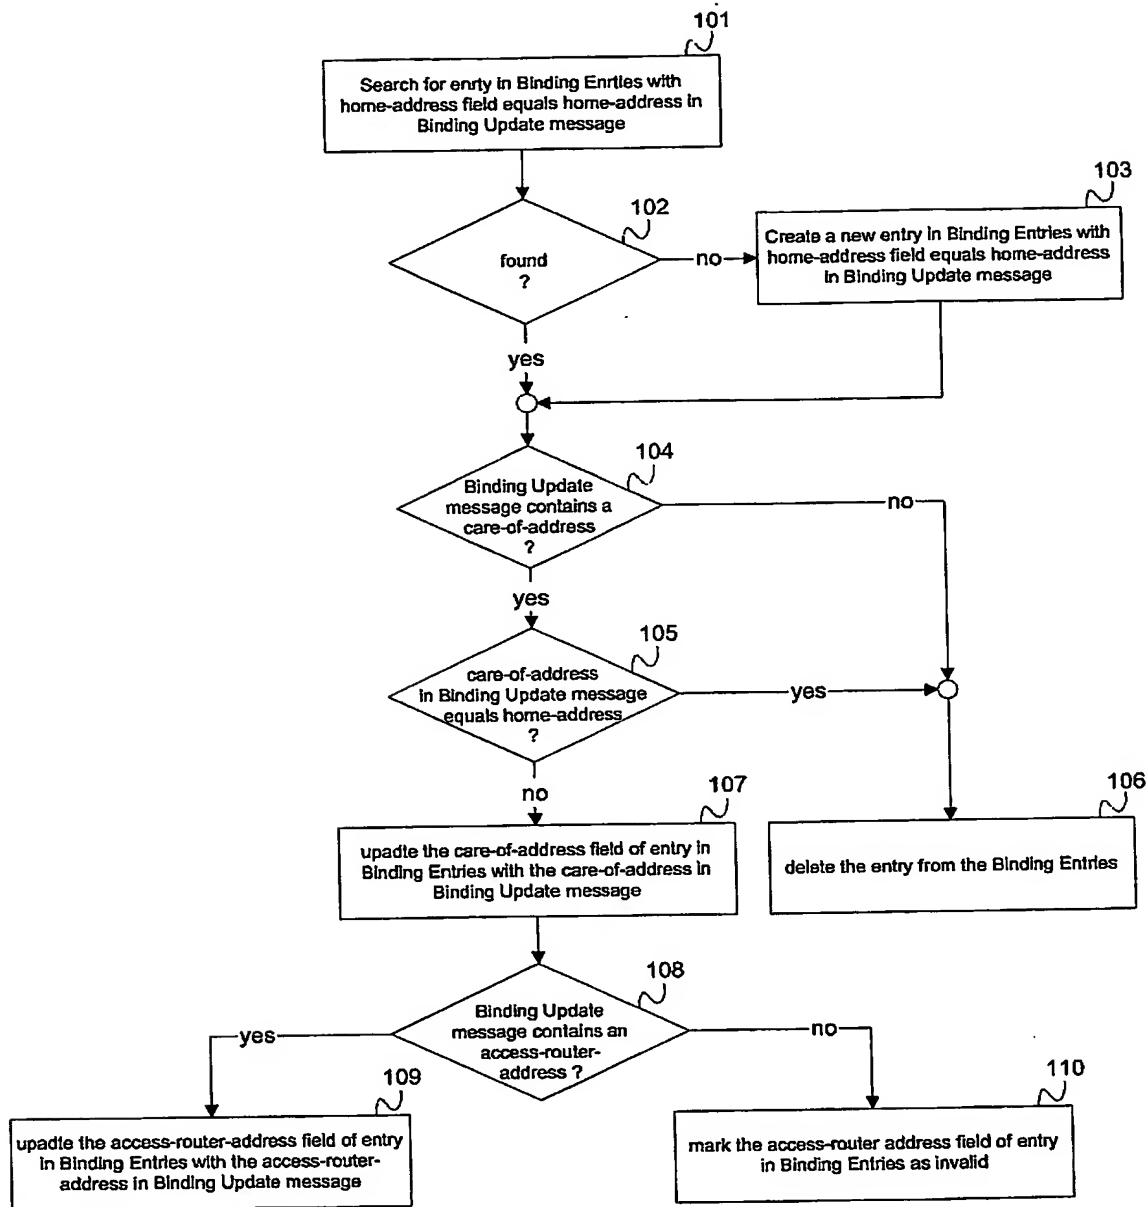 101
Search for enrty in Binding Enrties with
home-address field equals home-address in
Binding Update message
102
found
?
no
103
Create a new entry in Binding Entries with
home-address field equals home-address
in Binding Update message
yes
104
Binding Update
message contains a
care-of-address
?
no
yes
105
care-of-address
in Binding Update message
equals home-address
?
yes
no
106
delete the entry from the Binding Entries
107
upadte the care-of-address field of entry in
Binding Entries with the care-of-address in
Binding Update message
108
Binding Update
message contains an
access-router-
address ?
yes
no
109
upadte the access-router-address field of entry
in Binding Entries with the access-router-
address in Binding Update message
110
mark the access-router address field of entry
in Binding Entries as invalid